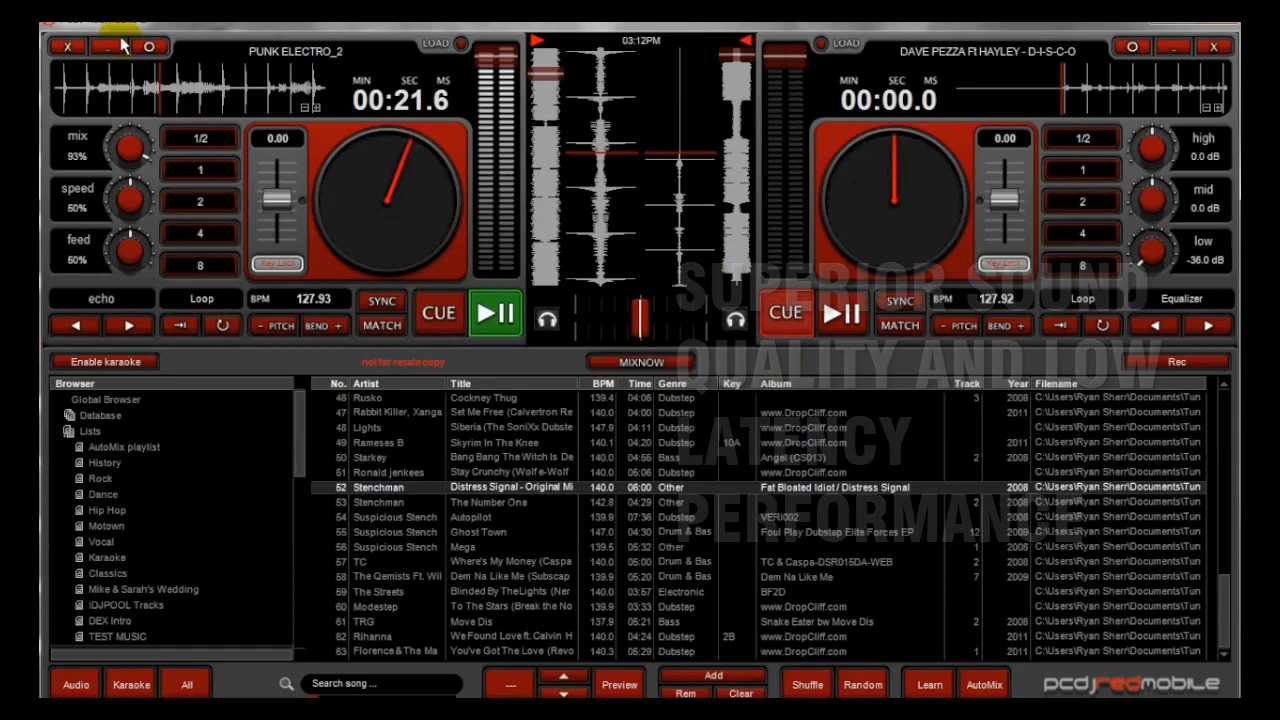 X _ O
PUNK ELECTRO_2
LOAD
03:12PM
LOAD
DAVE PEZZA Ft HAYLEY - D-I-S-C-O
O _ X
MIN SEC MS
00:21.6
MIN SEC MS
00:00.0
mix
93%
speed
50%
feed
50%
1/2
1
2
4
8
0.00
Key Lock
0.00
Key Lock
1/2
1
2
4
8
high
0.0 dB
mid
0.0 dB
low
-36.0 dB
echo
Loop
BPM 127.93
SYNC
MATCH
CUE
- PITCH
BEND +
CUE
SYNC
MATCH
BPM 127.92
Loop
Equalizer
- PITCH
BEND +
SUPERIOR SOUND
QUALITY AND LOW
LATENCY
PERFORMANCE
Enable karaoke
not for resale copy
MIXNOW
Rec
Browser
Global Browser
Database
Lists
AutoMix playlist
History
Rock
Dance
Hip Hop
Motown
Vocal
Karaoke
Classics
Mike & Sarah's Wedding
IDJPOOL Tracks
DEX Intro
TEST MUSIC
No. Artist Title BPM Time Genre Key Album Track Year Filename
46 Rusko Cockney Thug 139.4 04:06 Dubstep 3 2008 C:\Users\Ryan Sherr\Documents\Tun
47 Rabbit Killer, Xanga Set Me Free (Calvertron Re 140.0 04:00 Dubstep www.DropCliff.com 2011 C:\Users\Ryan Sherr\Documents\Tun
48 Lights Siberia (The SoniXx Dubste 147.9 04:11 Dubstep C:\Users\Ryan Sherr\Documents\Tun
49 Rameses B Skyrim In The Knee 140.1 04:20 Dubstep 10A www.DropCliff.com 2011 C:\Users\Ryan Sherr\Documents\Tun
50 Starkey Bang Bang The Witch Is De 140.0 04:55 Bass Angel (CS013) 2 2008 C:\Users\Ryan Sherr\Documents\Tun
51 Ronald jenkees Stay Crunchy (Wolf-e-Wolf 140.0 05:06 Dubstep www.DropCliff.com C:\Users\Ryan Sherr\Documents\Tun
52 Stenchman Distress Signal - Original Mi 140.0 06:00 Other Fat Bloated Idiot / Distress Signal 2008 C:\Users\Ryan Sherr\Documents\Tun
53 Stenchman The Number One 142.8 04:29 Other 2 2008 C:\Users\Ryan Sherr\Documents\Tun
54 Suspicious Stench Autopilot 139.9 07:36 Dubstep VERI002 2 2008 C:\Users\Ryan Sherr\Documents\Tun
55 Suspicious Stench Ghost Town 147.0 04:30 Drum & Bas Foul Play Dubstep Elite Forces EP 12 2009 C:\Users\Ryan Sherr\Documents\Tun
56 Suspicious Stench Mega 139.5 05:32 Other 1 2008 C:\Users\Ryan Sherr\Documents\Tun
57 TC Where's My Money (Caspa 140.0 05:00 Drum & Bas TC & Caspa-DSR015DA-WEB 2 2008 C:\Users\Ryan Sherr\Documents\Tun
58 The Qemists Ft. Wil Dem Na Like Me (Subscap 139.9 05:20 Drum & Bas Dem Na Like Me 7 2009 C:\Users\Ryan Sherr\Documents\Tun
59 The Streets Blinded By TheLights (Ner 140.0 03:57 Electronic BF2D C:\Users\Ryan Sherr\Documents\Tun
60 Modestep To The Stars (Break the No 139.9 03:33 Dubstep www.DropCliff.com C:\Users\Ryan Sherr\Documents\Tun
61 TRG Move Dis 137.9 05:21 Bass Snake Eater bw Move Dis 2 2008 C:\Users\Ryan Sherr\Documents\Tun
62 Rihanna We Found Love ft. Calvin H 140.0 04:24 Dubstep 2B www.DropCliff.com 2011 C:\Users\Ryan Sherr\Documents\Tun
63 Florence & The Ma You've Got The Love (Revo 140.3 05:29 Dubstep 1 2011 C:\Users\Ryan Sherr\Documents\Tun
Audio
Karaoke
All
Search song ...
---
Preview
Add
Rem
Clear
Shuffle
Random
Learn
AutoMix
pcdjredmobile